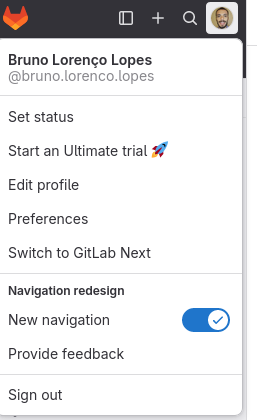 Bruno Lorenço Lopes
@bruno.lorenco.lopes
Set status
Start an Ultimate trial 🚀
Edit profile
Preferences
Switch to GitLab Next
Navigation redesign
New navigation
Provide feedback
Sign out